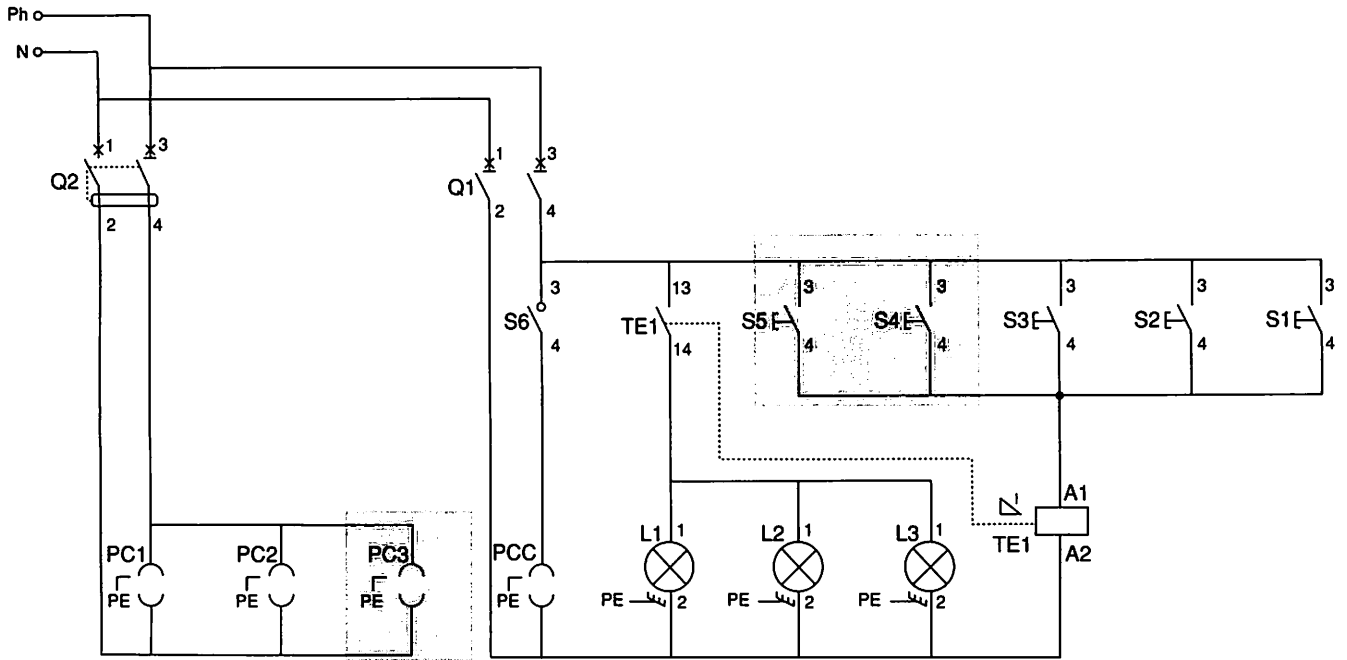 Ph
N
1 3 1 3
Q2 Q1
2 4 2 4
3 13 3 3 3 3 3
S6 TE1 S5 S4 S3 S2 S1
4 14 4 4 4 4 4
A1
TE1
A2
PC1 PC2 PC3 PCC L1 1 L2 1 L3 1
PE PE PE PE PE 2 PE 2 PE 2